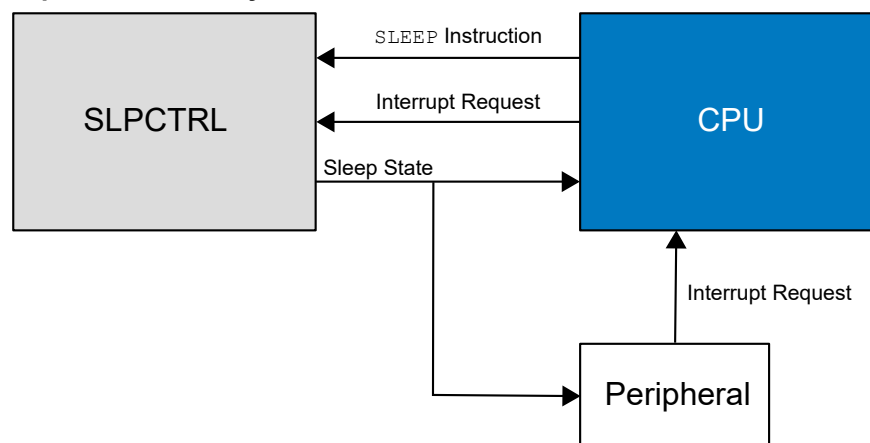 SLEEP Instruction
SLPCTRL
Interrupt Request
CPU
Sleep State
Interrupt Request
Peripheral